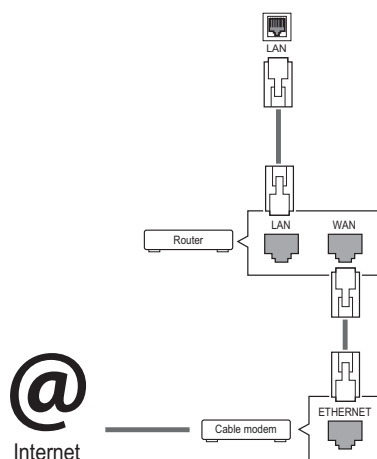 LAN
LAN WAN
Router
ETHERNET
@
Cable modem
Internet